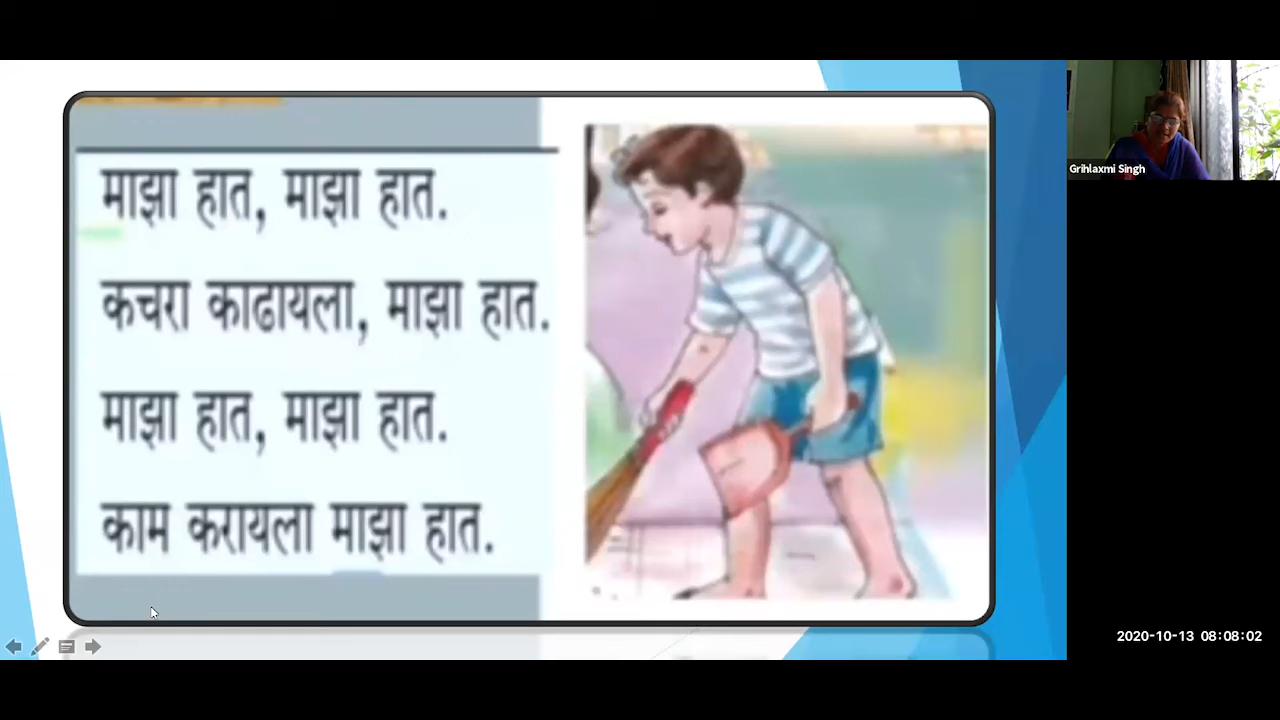 माझा हात, माझा हात.
कचरा काढायला, माझा हात.
माझा हात, माझा हात.
काम करायला माझा हात.
Grihlaxmi Singh
2020-10-13 08:08:02